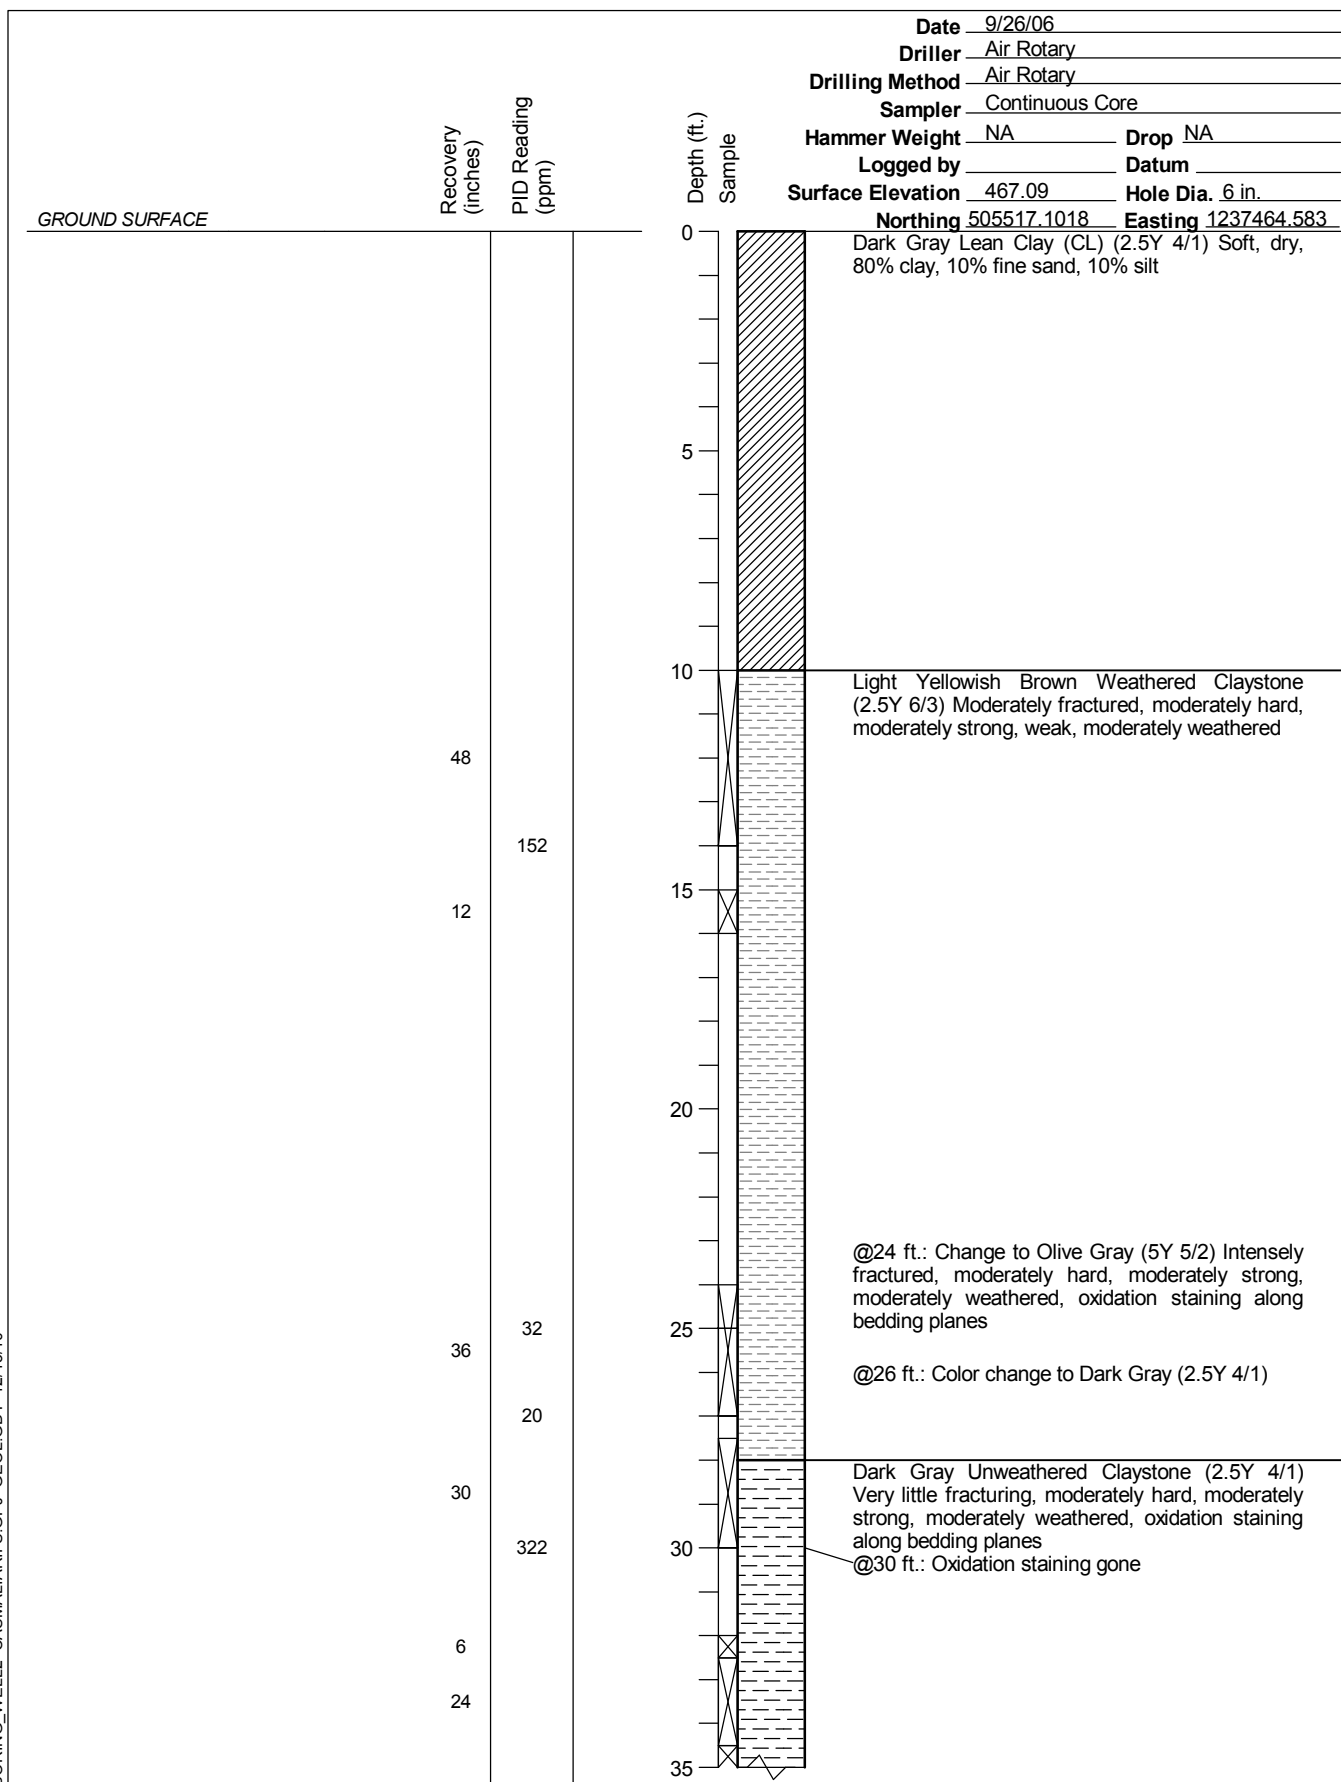 Date 9/26/06
Driller Air Rotary
Drilling Method Air Rotary
Sampler Continuous Core
Hammer Weight NA Drop NA
Logged by Datum
Surface Elevation 467.09 Hole Dia. 6 in.
Northing 505517.1018 Easting 1237464.583
Recovery
(inches)
PID Reading
(ppm)
Depth (ft.)
Sample
GROUND SURFACE
0
Dark Gray Lean Clay (CL) (2.5Y 4/1) Soft, dry,
80% clay, 10% fine sand, 10% silt
5
10
Light Yellowish Brown Weathered Claystone
(2.5Y 6/3) Moderately fractured, moderately hard,
moderately strong, weak, moderately weathered
48
152
15
12
20
@24 ft.: Change to Olive Gray (5Y 5/2) Intensely
fractured, moderately hard, moderately strong,
moderately weathered, oxidation staining along
bedding planes
32
25
36
@26 ft.: Color change to Dark Gray (2.5Y 4/1)
20
Dark Gray Unweathered Claystone (2.5Y 4/1)
Very little fracturing, moderately hard, moderately
strong, moderately weathered, oxidation staining
along bedding planes
30
322
30
@30 ft.: Oxidation staining gone
6
24
35